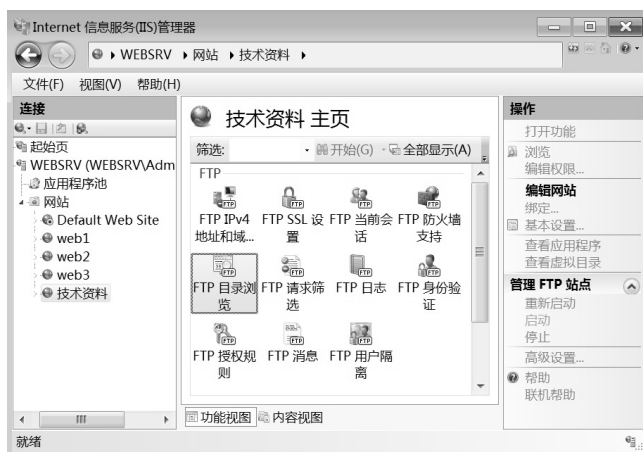 Internet 信息服务(IIS)管理器
WEBSRV ▸ 网站 ▸ 技术资料 ▸
文件(F) 视图(V) 帮助(H)
连接
起始页
WEBSRV (WEBSRV\Adm
应用程序池
网站
Default Web Site
web1
web2
web3
技术资料
技术资料 主页
筛选: 开始(G) 全部显示(A)
FTP
FTP IPv4 地址和域...
FTP SSL 设置
FTP 当前会话
FTP 防火墙支持
FTP 目录浏览
FTP 请求筛选
FTP 日志
FTP 身份验证
FTP 授权规则
FTP 消息
FTP 用户隔离
功能视图 内容视图
操作
打开功能
浏览
编辑权限...
编辑网站
绑定...
基本设置...
查看应用程序
查看虚拟目录
管理 FTP 站点
重新启动
启动
停止
高级设置...
帮助
联机帮助
就绪